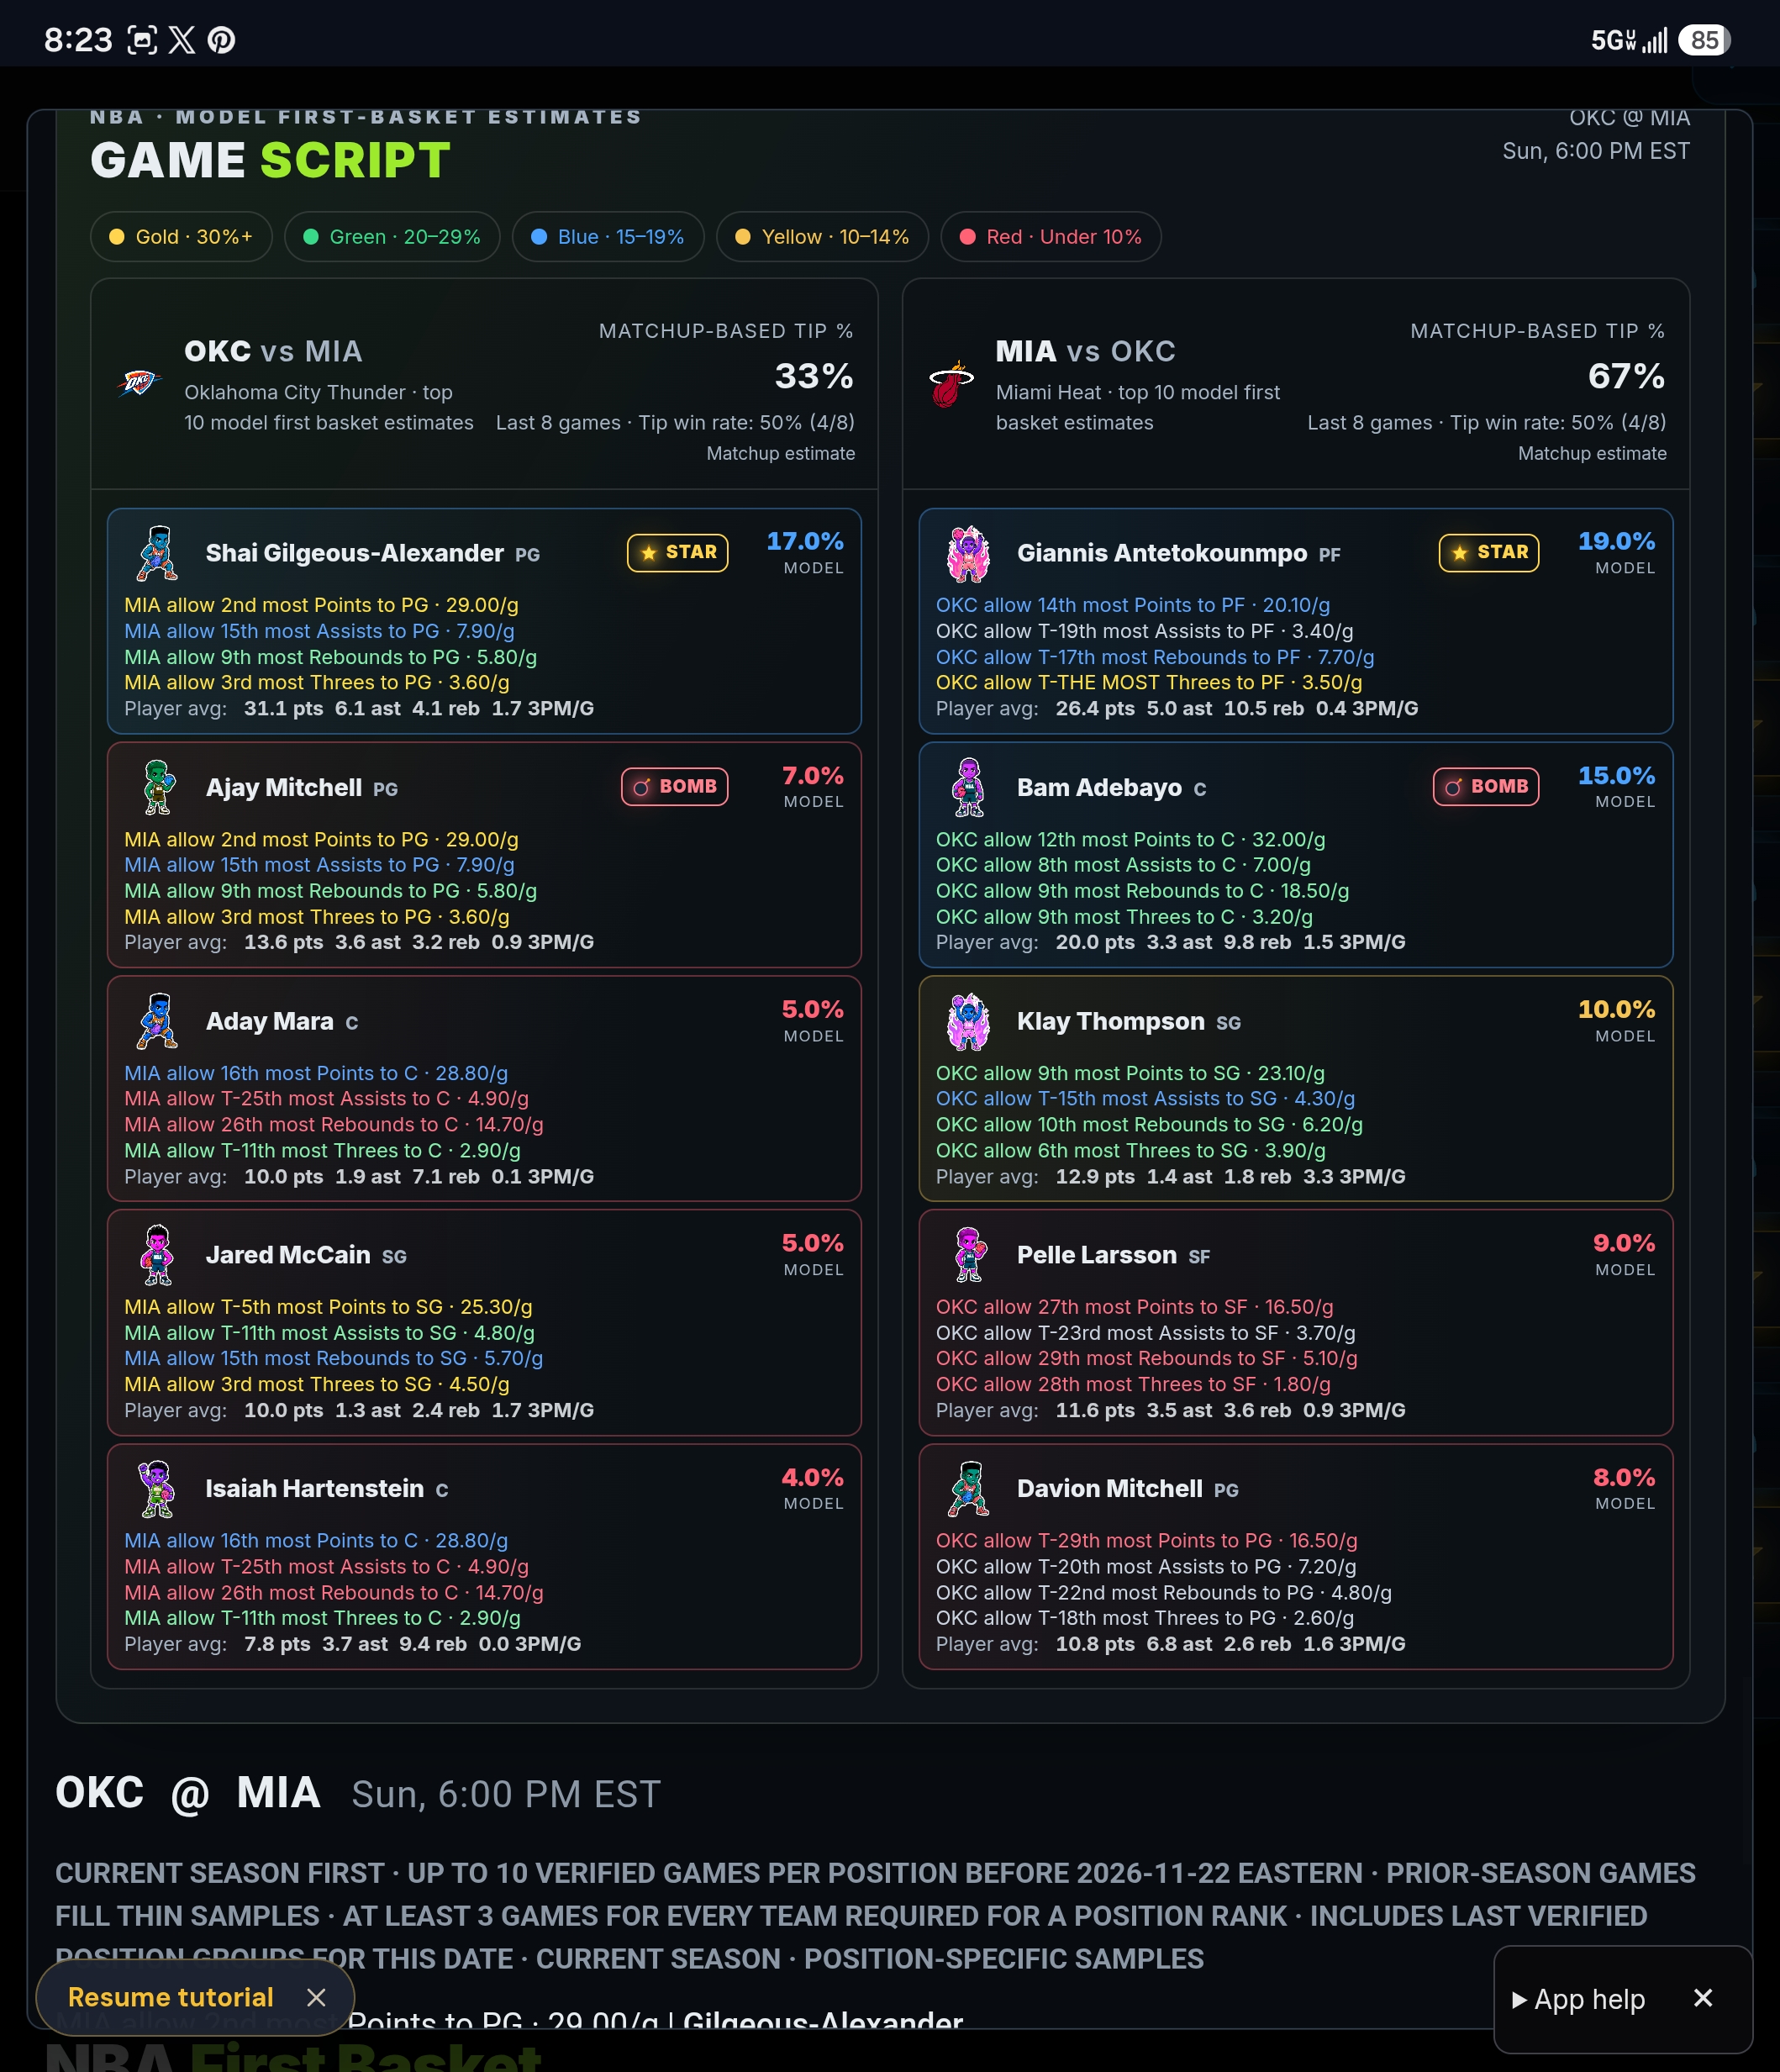 8:23
5G UW 85
NBA · MODEL FIRST-BASKET ESTIMATES
OKC @ MIA
GAME SCRIPT
Sun, 6:00 PM EST
Gold · 30%+
Green · 20–29%
Blue · 15–19%
Yellow · 10–14%
Red · Under 10%
OKC vs MIA
Oklahoma City Thunder · top
10 model first basket estimates
MATCHUP-BASED TIP %
33%
Last 8 games · Tip win rate: 50% (4/8)
Matchup estimate
Shai Gilgeous-Alexander PG
STAR
17.0%
MODEL
MIA allow 2nd most Points to PG · 29.00/g
MIA allow 15th most Assists to PG · 7.90/g
MIA allow 9th most Rebounds to PG · 5.80/g
MIA allow 3rd most Threes to PG · 3.60/g
Player avg: 31.1 pts 6.1 ast 4.1 reb 1.7 3PM/G
Ajay Mitchell PG
BOMB
7.0%
MODEL
MIA allow 2nd most Points to PG · 29.00/g
MIA allow 15th most Assists to PG · 7.90/g
MIA allow 9th most Rebounds to PG · 5.80/g
MIA allow 3rd most Threes to PG · 3.60/g
Player avg: 13.6 pts 3.6 ast 3.2 reb 0.9 3PM/G
Aday Mara C
5.0%
MODEL
MIA allow 16th most Points to C · 28.80/g
MIA allow T-25th most Assists to C · 4.90/g
MIA allow 26th most Rebounds to C · 14.70/g
MIA allow T-11th most Threes to C · 2.90/g
Player avg: 10.0 pts 1.9 ast 7.1 reb 0.1 3PM/G
Jared McCain SG
5.0%
MODEL
MIA allow T-5th most Points to SG · 25.30/g
MIA allow T-11th most Assists to SG · 4.80/g
MIA allow 15th most Rebounds to SG · 5.70/g
MIA allow 3rd most Threes to SG · 4.50/g
Player avg: 10.0 pts 1.3 ast 2.4 reb 1.7 3PM/G
Isaiah Hartenstein C
4.0%
MODEL
MIA allow 16th most Points to C · 28.80/g
MIA allow T-25th most Assists to C · 4.90/g
MIA allow 26th most Rebounds to C · 14.70/g
MIA allow T-11th most Threes to C · 2.90/g
Player avg: 7.8 pts 3.7 ast 9.4 reb 0.0 3PM/G
MIA vs OKC
Miami Heat · top 10 model first
basket estimates
MATCHUP-BASED TIP %
67%
Last 8 games · Tip win rate: 50% (4/8)
Matchup estimate
Giannis Antetokounmpo PF
STAR
19.0%
MODEL
OKC allow 14th most Points to PF · 20.10/g
OKC allow T-19th most Assists to PF · 3.40/g
OKC allow T-17th most Rebounds to PF · 7.70/g
OKC allow T-THE MOST Threes to PF · 3.50/g
Player avg: 26.4 pts 5.0 ast 10.5 reb 0.4 3PM/G
Bam Adebayo C
BOMB
15.0%
MODEL
OKC allow 12th most Points to C · 32.00/g
OKC allow 8th most Assists to C · 7.00/g
OKC allow 9th most Rebounds to C · 18.50/g
OKC allow 9th most Threes to C · 3.20/g
Player avg: 20.0 pts 3.3 ast 9.8 reb 1.5 3PM/G
Klay Thompson SG
10.0%
MODEL
OKC allow 9th most Points to SG · 23.10/g
OKC allow T-15th most Assists to SG · 4.30/g
OKC allow 10th most Rebounds to SG · 6.20/g
OKC allow 6th most Threes to SG · 3.90/g
Player avg: 12.9 pts 1.4 ast 1.8 reb 3.3 3PM/G
Pelle Larsson SF
9.0%
MODEL
OKC allow 27th most Points to SF · 16.50/g
OKC allow T-23rd most Assists to SF · 3.70/g
OKC allow 29th most Rebounds to SF · 5.10/g
OKC allow 28th most Threes to SF · 1.80/g
Player avg: 11.6 pts 3.5 ast 3.6 reb 0.9 3PM/G
Davion Mitchell PG
8.0%
MODEL
OKC allow T-29th most Points to PG · 16.50/g
OKC allow T-20th most Assists to PG · 7.20/g
OKC allow T-22nd most Rebounds to PG · 4.80/g
OKC allow T-18th most Threes to PG · 2.60/g
Player avg: 10.8 pts 6.8 ast 2.6 reb 1.6 3PM/G
OKC @ MIA Sun, 6:00 PM EST
CURRENT SEASON FIRST · UP TO 10 VERIFIED GAMES PER POSITION BEFORE 2026-11-22 EASTERN · PRIOR-SEASON GAMES
FILL THIN SAMPLES · AT LEAST 3 GAMES FOR EVERY TEAM REQUIRED FOR A POSITION RANK · INCLUDES LAST VERIFIED
POSITION GROUPS FOR THIS DATE · CURRENT SEASON · POSITION-SPECIFIC SAMPLES
Resume tutorial
App help
MIA allow 2nd most Points to PG · 29.00/g | Gilgeous-Alexander
NBA First Basket